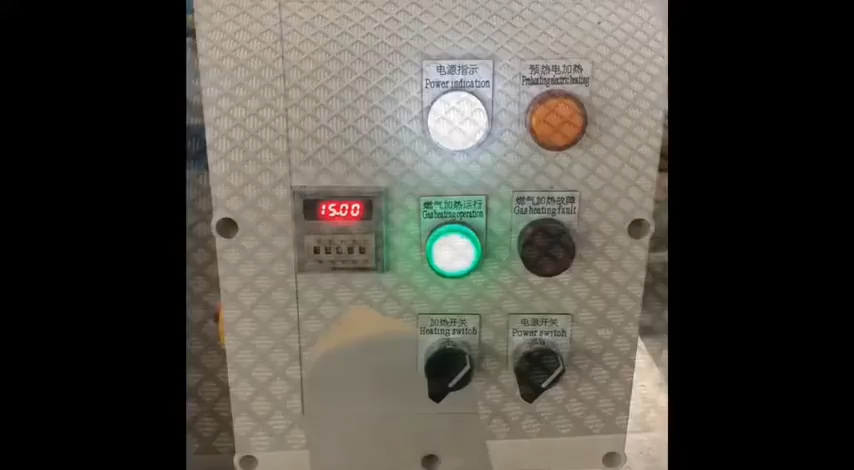 电源指示
Power indication
预热电加热
Preheating electric heating
15.00
燃气加热运行
Gas heating operation
燃气加热故障
Gas heating fault
加热开关
Heating switch
电源开关
Power switch